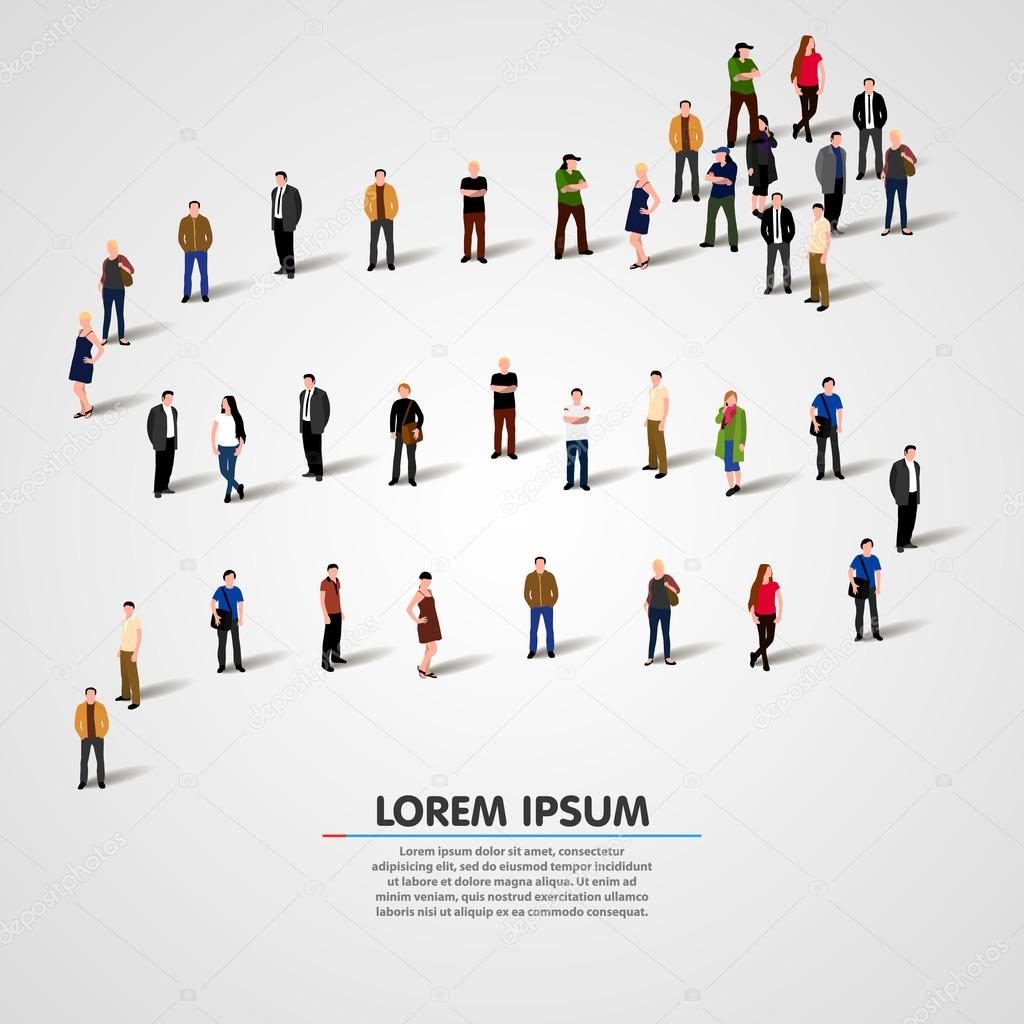 LOREM IPSUM
Lorem ipsum dolor sit amet, consectetur
adipisicing elit, sed do eiusmod tempor incididunt
ut labore et dolore magna aliqua. Ut enim ad
minim veniam, quis nostrud exercitation ullamco
laboris nisi ut aliquip ex ea commodo consequat.
depositphotos